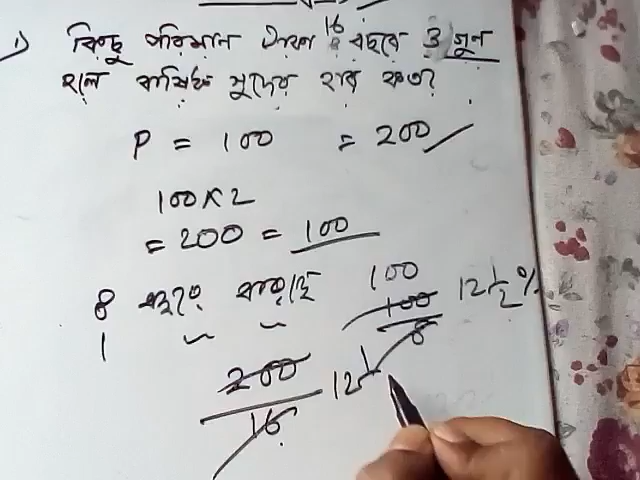 ১) কিছু পরিমান টাকা 16 বছরে 3 গুন
হলে বার্ষিক সুদের হার কত?
P = 100 = 200
100 × 2
= 200 = 100
8 বছরে 100
1 " " 100 12½%
8
200 12½
16